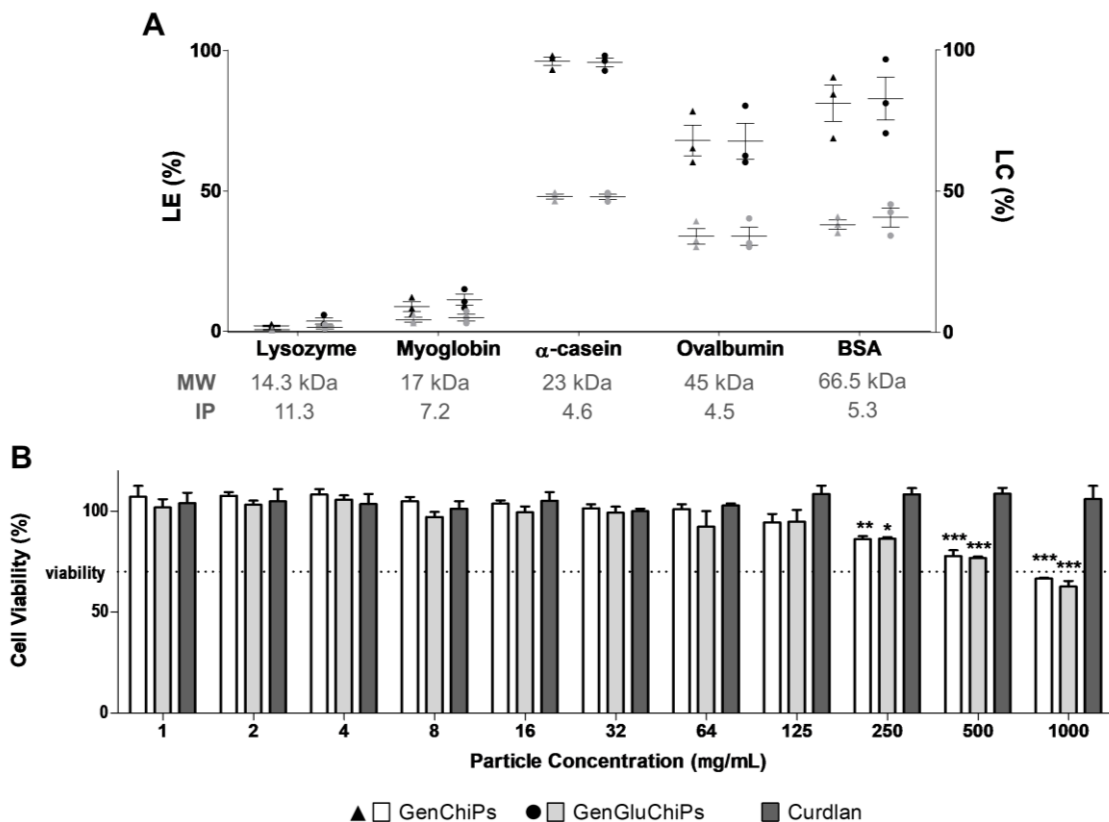 A
100
50
0
LE (%)
100
50
0
LC (%)
Lysozyme Myoglobin α-casein Ovalbumin BSA
MW 14.3 kDa 17 kDa 23 kDa 45 kDa 66.5 kDa
IP 11.3 7.2 4.6 4.5 5.3
B
100
viability
50
0
Cell Viability (%)
** * *** *** *** ***
1 2 4 8 16 32 64 125 250 500 1000
Particle Concentration (mg/mL)
GenChiPs GenGluChiPs Curdlan